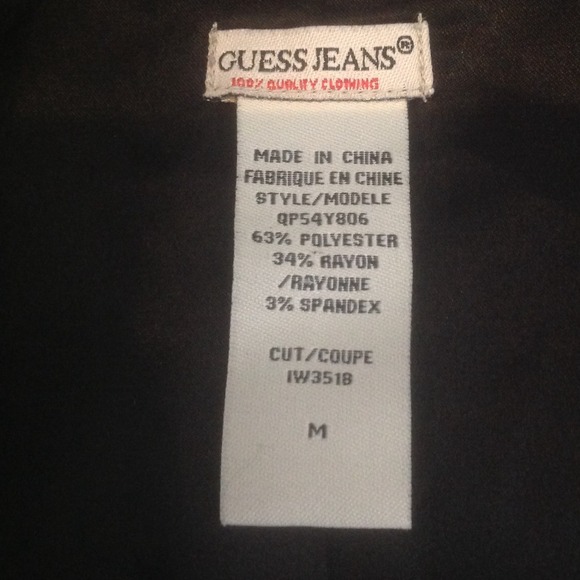 GUESS JEANS®
100% QUALITY CLOTHING
MADE IN CHINA
FABRIQUE EN CHINE
STYLE/MODELE
QP54Y806
63% POLYESTER
34% RAYON
/RAYONNE
3% SPANDEX
CUT/COUPE
IW3518
M